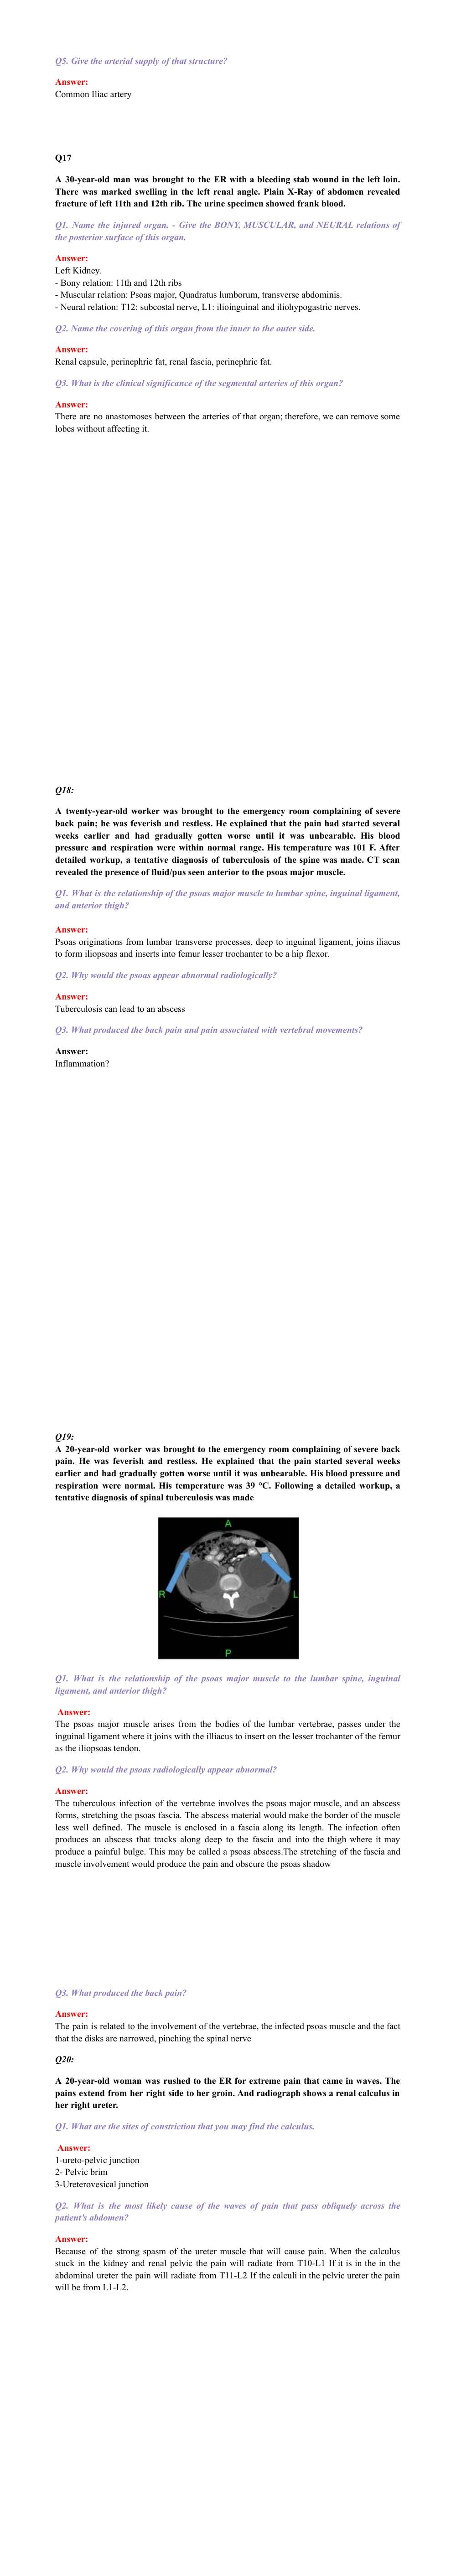 Q5. Give the arterial supply of that structure?
Answer:
Common Iliac artery
Q17
A 30-year-old man was brought to the ER with a bleeding stab wound in the left loin.
There was marked swelling in the left renal angle. Plain X-Ray of abdomen revealed
fracture of left 11th and 12th rib. The urine specimen showed frank blood.
Q1. Name the injured organ. - Give the BONY, MUSCULAR, and NEURAL relations of
the posterior surface of this organ.
Answer:
Left Kidney.
- Bony relation: 11th and 12th ribs
- Muscular relation: Psoas major, Quadratus lumborum, transverse abdominis.
- Neural relation: T12: subcostal nerve, L1: ilioinguinal and iliohypogastric nerves.
Q2. Name the covering of this organ from the inner to the outer side.
Answer:
Renal capsule, perinephric fat, renal fascia, perinephric fat.
Q3. What is the clinical significance of the segmental arteries of this organ?
Answer:
There are no anastomoses between the arteries of that organ; therefore, we can remove some
lobes without affecting it.
Q18:
A twenty-year-old worker was brought to the emergency room complaining of severe
back pain; he was feverish and restless. He explained that the pain had started several
weeks earlier and had gradually gotten worse until it was unbearable. His blood
pressure and respiration were within normal range. His temperature was 101 F. After
detailed workup, a tentative diagnosis of tuberculosis of the spine was made. CT scan
revealed the presence of fluid/pus seen anterior to the psoas major muscle.
Q1. What is the relationship of the psoas major muscle to lumbar spine, inguinal ligament,
and anterior thigh?
Answer:
Psoas originations from lumbar transverse processes, deep to inguinal ligament, joins iliacus
to form iliopsoas and inserts into femur lesser trochanter to be a hip flexor.
Q2. Why would the psoas appear abnormal radiologically?
Answer:
Tuberculosis can lead to an abscess
Q3. What produced the back pain and pain associated with vertebral movements?
Answer:
Inflammation?
Q19:
A 20-year-old worker was brought to the emergency room complaining of severe back
pain. He was feverish and restless. He explained that the pain started several weeks
earlier and had gradually gotten worse until it was unbearable. His blood pressure and
respiration were normal. His temperature was 39 °C. Following a detailed workup, a
tentative diagnosis of spinal tuberculosis was made
A
R
L
P
Q1. What is the relationship of the psoas major muscle to the lumbar spine, inguinal
ligament, and anterior thigh?
Answer:
The psoas major muscle arises from the bodies of the lumbar vertebrae, passes under the
inguinal ligament where it joins with the illiacus to insert on the lesser trochanter of the femur
as the iliopsoas tendon.
Q2. Why would the psoas radiologically appear abnormal?
Answer:
The tuberculous infection of the vertebrae involves the psoas major muscle, and an abscess
forms, stretching the psoas fascia. The abscess material would make the border of the muscle
less well defined. The muscle is enclosed in a fascia along its length. The infection often
produces an abscess that tracks along deep to the fascia and into the thigh where it may
produce a painful bulge. This may be called a psoas abscess.The stretching of the fascia and
muscle involvement would produce the pain and obscure the psoas shadow
Q3. What produced the back pain?
Answer:
The pain is related to the involvement of the vertebrae, the infected psoas muscle and the fact
that the disks are narrowed, pinching the spinal nerve
Q20:
A 20-year-old woman was rushed to the ER for extreme pain that came in waves. The
pains extend from her right side to her groin. And radiograph shows a renal calculus in
her right ureter.
Q1. What are the sites of constriction that you may find the calculus.
Answer:
1-ureto-pelvic junction
2- Pelvic brim
3-Ureterovesical junction
Q2. What is the most likely cause of the waves of pain that pass obliquely across the
patient's abdomen?
Answer:
Because of the strong spasm of the ureter muscle that will cause pain. When the calculus
stuck in the kidney and renal pelvic the pain will radiate from T10-L1 If it is in the in the
abdominal ureter the pain will radiate from T11-L2 If the calculi in the pelvic ureter the pain
will be from L1-L2.